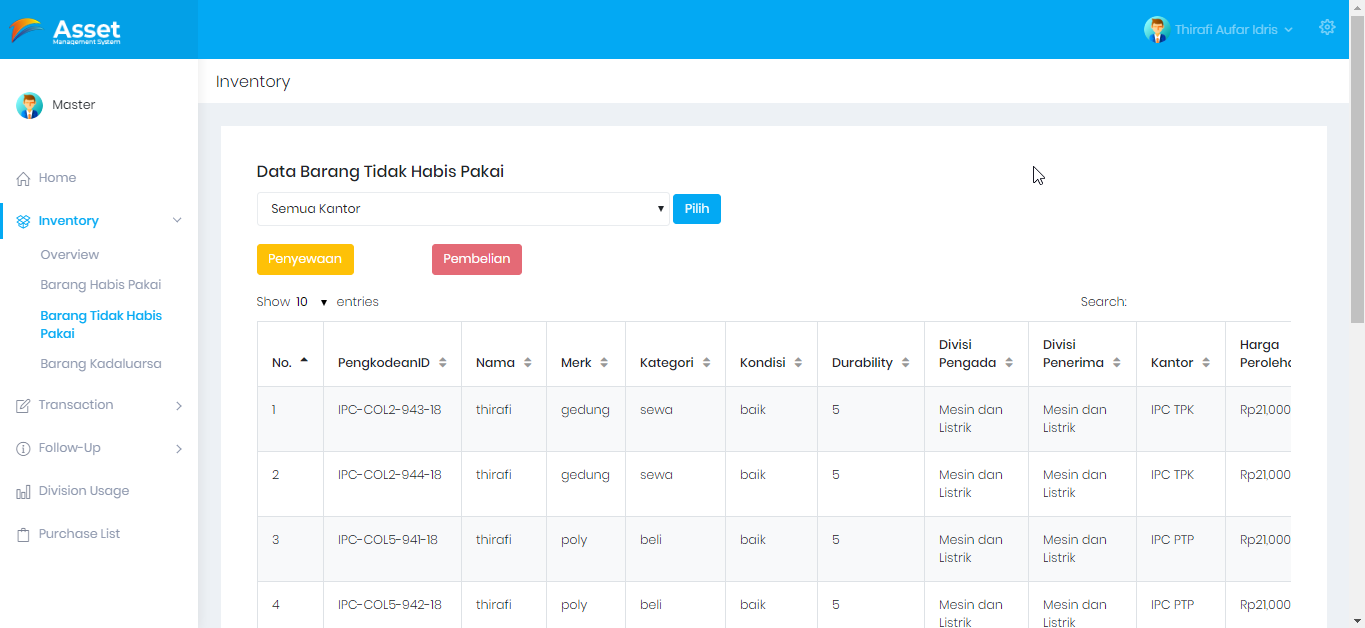 Asset
Management System
Thirafi Aufar Idris
Inventory
Master
Home
Inventory
Overview
Barang Habis Pakai
Barang Tidak Habis
Pakai
Barang Kadaluarsa
Transaction
Follow-Up
Division Usage
Purchase List
Data Barang Tidak Habis Pakai
Semua Kantor
Pilih
Penyewaan Pembelian
Show 10 entries Search:
No. PengkodeanID Nama Merk Kategori Kondisi Durability Divisi Pengada Divisi Penerima Kantor Harga
1 IPC-COL2-943-18 thirafi gedung sewa baik 5 Mesin dan Listrik Mesin dan Listrik IPC TPK Rp21,000
2 IPC-COL2-944-18 thirafi gedung sewa baik 5 Mesin dan Listrik Mesin dan Listrik IPC TPK Rp21,000
3 IPC-COL5-941-18 thirafi poly beli baik 5 Mesin dan Listrik Mesin dan Listrik IPC PTP Rp21,000
4 IPC-COL5-942-18 thirafi poly beli baik 5 Mesin dan Listrik Mesin dan Listrik IPC PTP Rp21,000